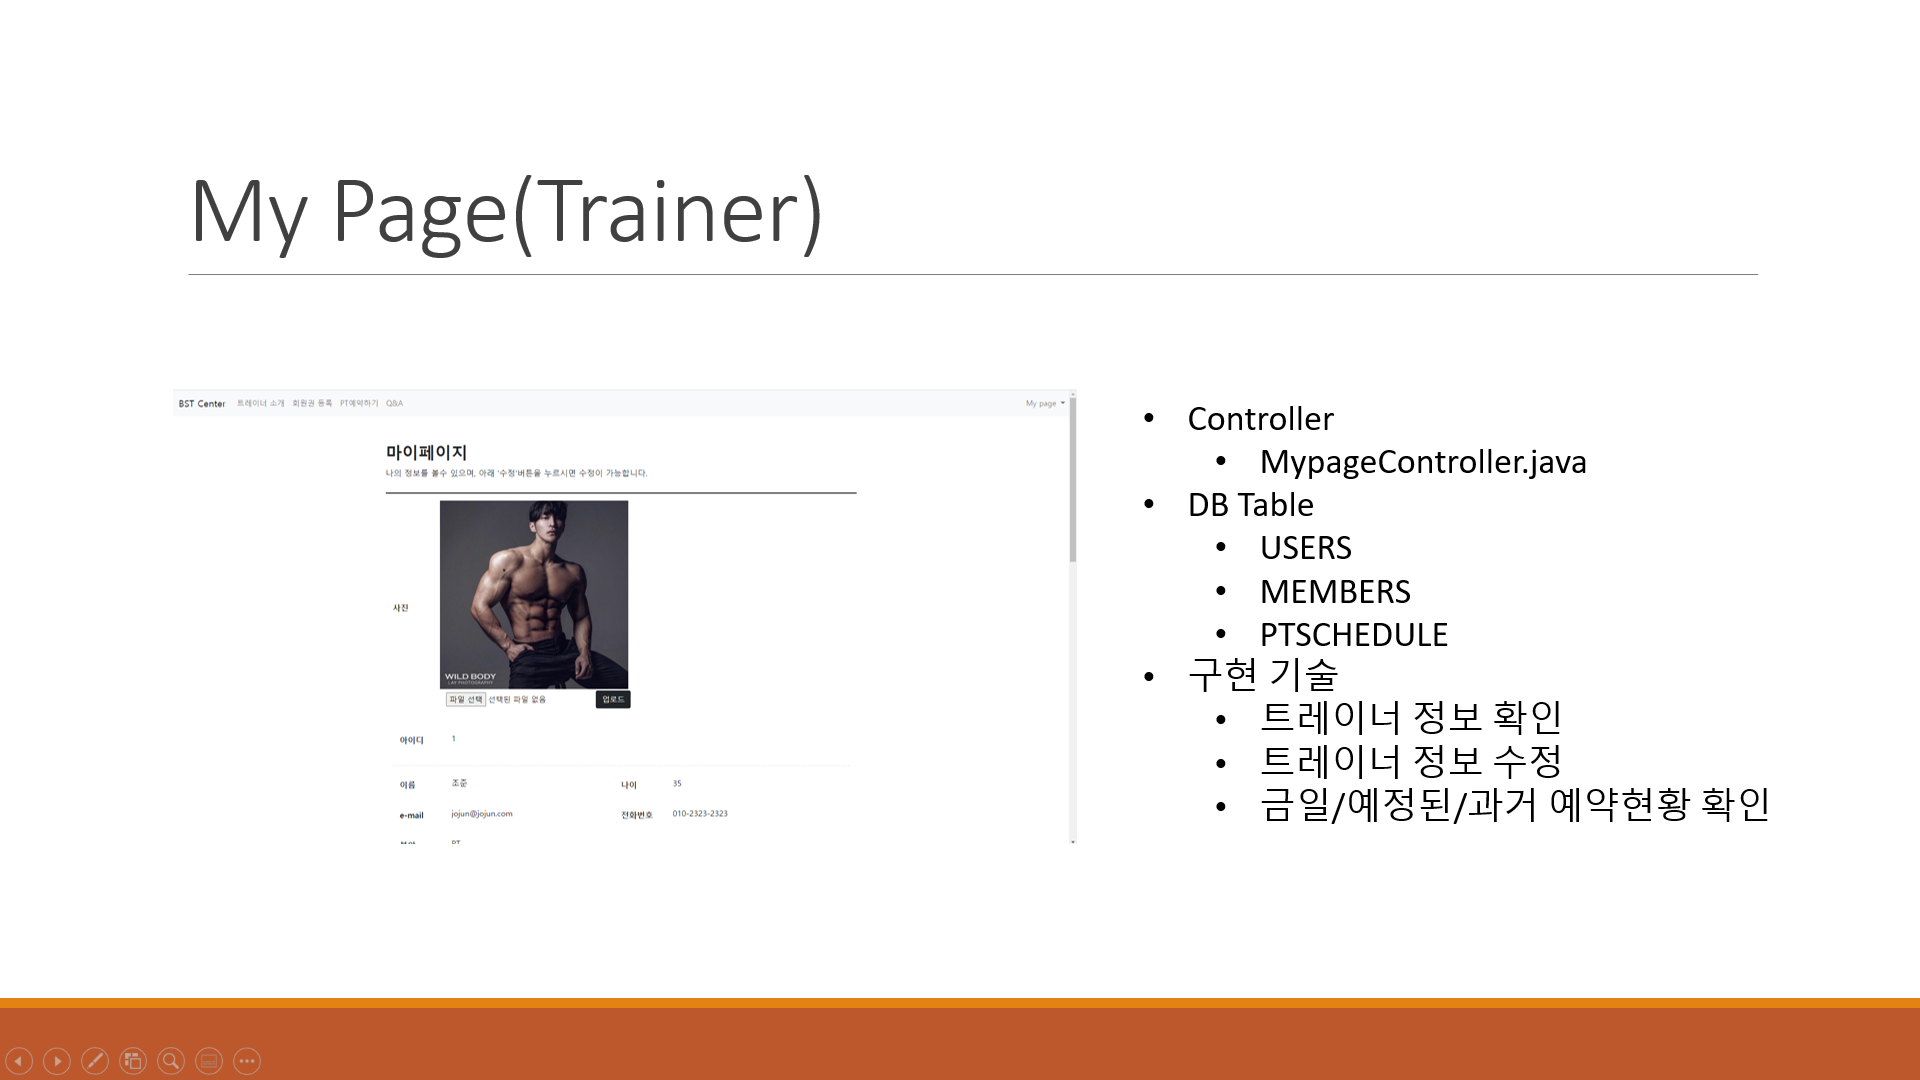 My Page(Trainer)
BST Center 트레이너 소개 회원권 등록 PT예약하기 Q&A My page
마이페이지
나의 정보를 볼수 있으며, 아래 '수정'버튼을 누르시면 수정이 가능합니다.
사진
WILD BODY
파일 선택 선택된 파일 없음 업로드
아이디 1
이름 조준 나이 35
e-mail jojun@jojun.com 전화번호 010-2323-2323
PT
• Controller
• MypageController.java
• DB Table
• USERS
• MEMBERS
• PTSCHEDULE
• 구현 기술
• 트레이너 정보 확인
• 트레이너 정보 수정
• 금일/예정된/과거 예약현황 확인